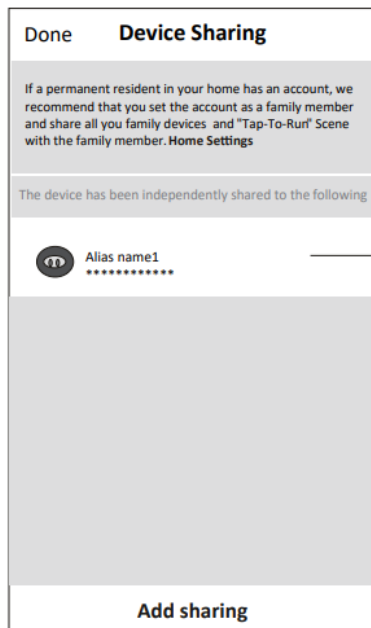 Done Device Sharing
If a permanent resident in your home has an account, we
recommend that you set the account as a family member
and share all you family devices and "Tap-To-Run" Scene
with the family member. Home Settings
The device has been independently shared to the following
Alias name1
************
Add sharing